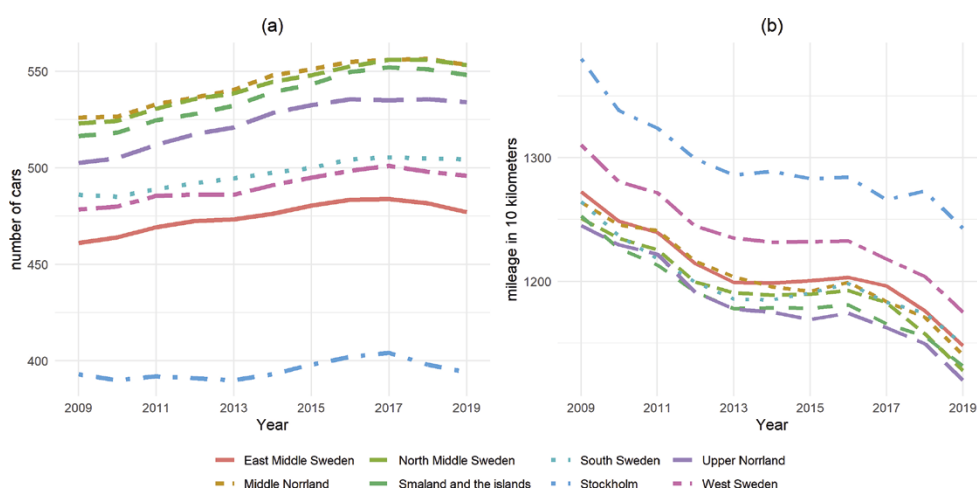 (a)
(b)
number of cars
550
500
450
400
2009 2011 2013 2015 2017 2019
Year
mileage in 10 kilometers
1300
1200
2009 2011 2013 2015 2017 2019
Year
East Middle Sweden North Middle Sweden South Sweden Upper Norrland
Middle Norrland Smaland and the islands Stockholm West Sweden